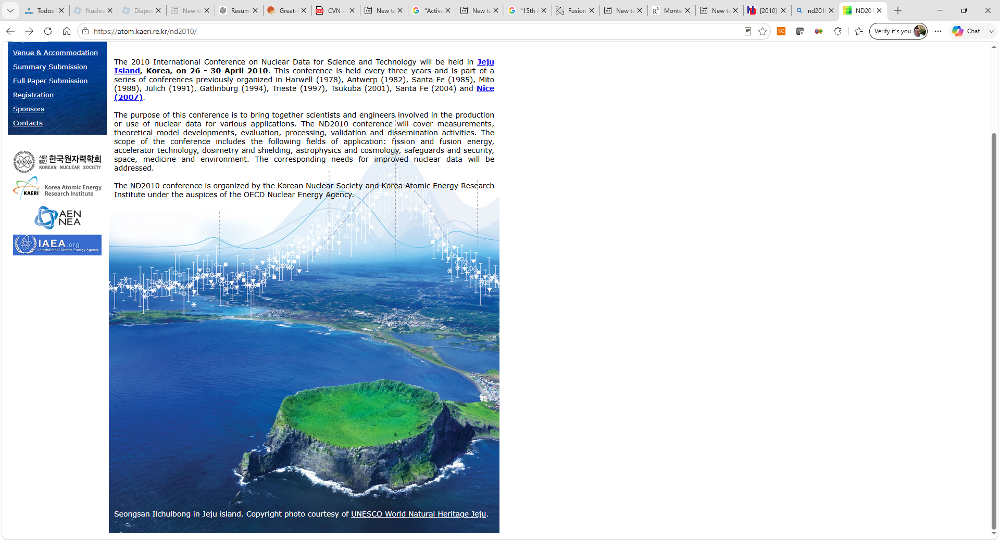 Todos
Nuclea
Diapos
New ta
Resum
Great-
CVN -
New ta
"Activa
New ta
"15th
Fusion
New ta
Monte
New ta
[2010]
nd201
ND201
https://atom.kaeri.re.kr/nd2010/
SC
Verify it's you
Chat
Venue & Accommodation
Summary Submission
Full Paper Submission
Registration
Sponsors
Contacts
KNS
사단법인 한국원자력학회
KOREAN NUCLEAR SOCIETY
KAERI
Korea Atomic Energy
Research Institute
AEN
NEA
IAEA.org
International Atomic Energy Agency
The 2010 International Conference on Nuclear Data for Science and Technology will be held in Jeju
Island, Korea, on 26 - 30 April 2010. This conference is held every three years and is part of a
series of conferences previously organized in Harwell (1978), Antwerp (1982), Santa Fe (1985), Mito
(1988), Jülich (1991), Gatlinburg (1994), Trieste (1997), Tsukuba (2001), Santa Fe (2004) and Nice
(2007).
The purpose of this conference is to bring together scientists and engineers involved in the production
or use of nuclear data for various applications. The ND2010 conference will cover measurements,
theoretical model developments, evaluation, processing, validation and dissemination activities. The
scope of the conference includes the following fields of application: fission and fusion energy,
accelerator technology, dosimetry and shielding, astrophysics and cosmology, safeguards and security,
space, medicine and environment. The corresponding needs for improved nuclear data will be
addressed.
The ND2010 conference is organized by the Korean Nuclear Society and Korea Atomic Energy Research
Institute under the auspices of the OECD Nuclear Energy Agency.
Seongsan Ilchulbong in Jeju island. Copyright photo courtesy of UNESCO World Natural Heritage Jeju.